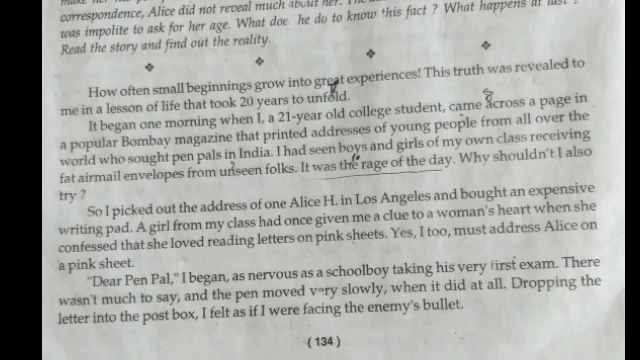 correspondence, Alice did not reveal much about her.
was impolite to ask for her age. What doe he do to know this fact ? What happens at last ?
Read the story and find out the reality.
How often small beginnings grow into great experiences! This truth was revealed to
me in a lesson of life that took 20 years to unfold.
It began one morning when I, a 21-year old college student, came across a page in
a popular Bombay magazine that printed addresses of young people from all over the
world who sought pen pals in India. I had seen boys and girls of my own class receiving
fat airmail envelopes from unseen folks. It was the rage of the day. Why shouldn't I also
try ?
So I picked out the address of one Alice H. in Los Angeles and bought an expensive
writing pad. A girl from my class had once given me a clue to a woman's heart when she
confessed that she loved reading letters on pink sheets. Yes, I too, must address Alice on
a pink sheet.
"Dear Pen Pal," I began, as nervous as a schoolboy taking his very first exam. There
wasn't much to say, and the pen moved very slowly, when it did at all. Dropping the
letter into the post box, I felt as if I were facing the enemy's bullet.
(134)